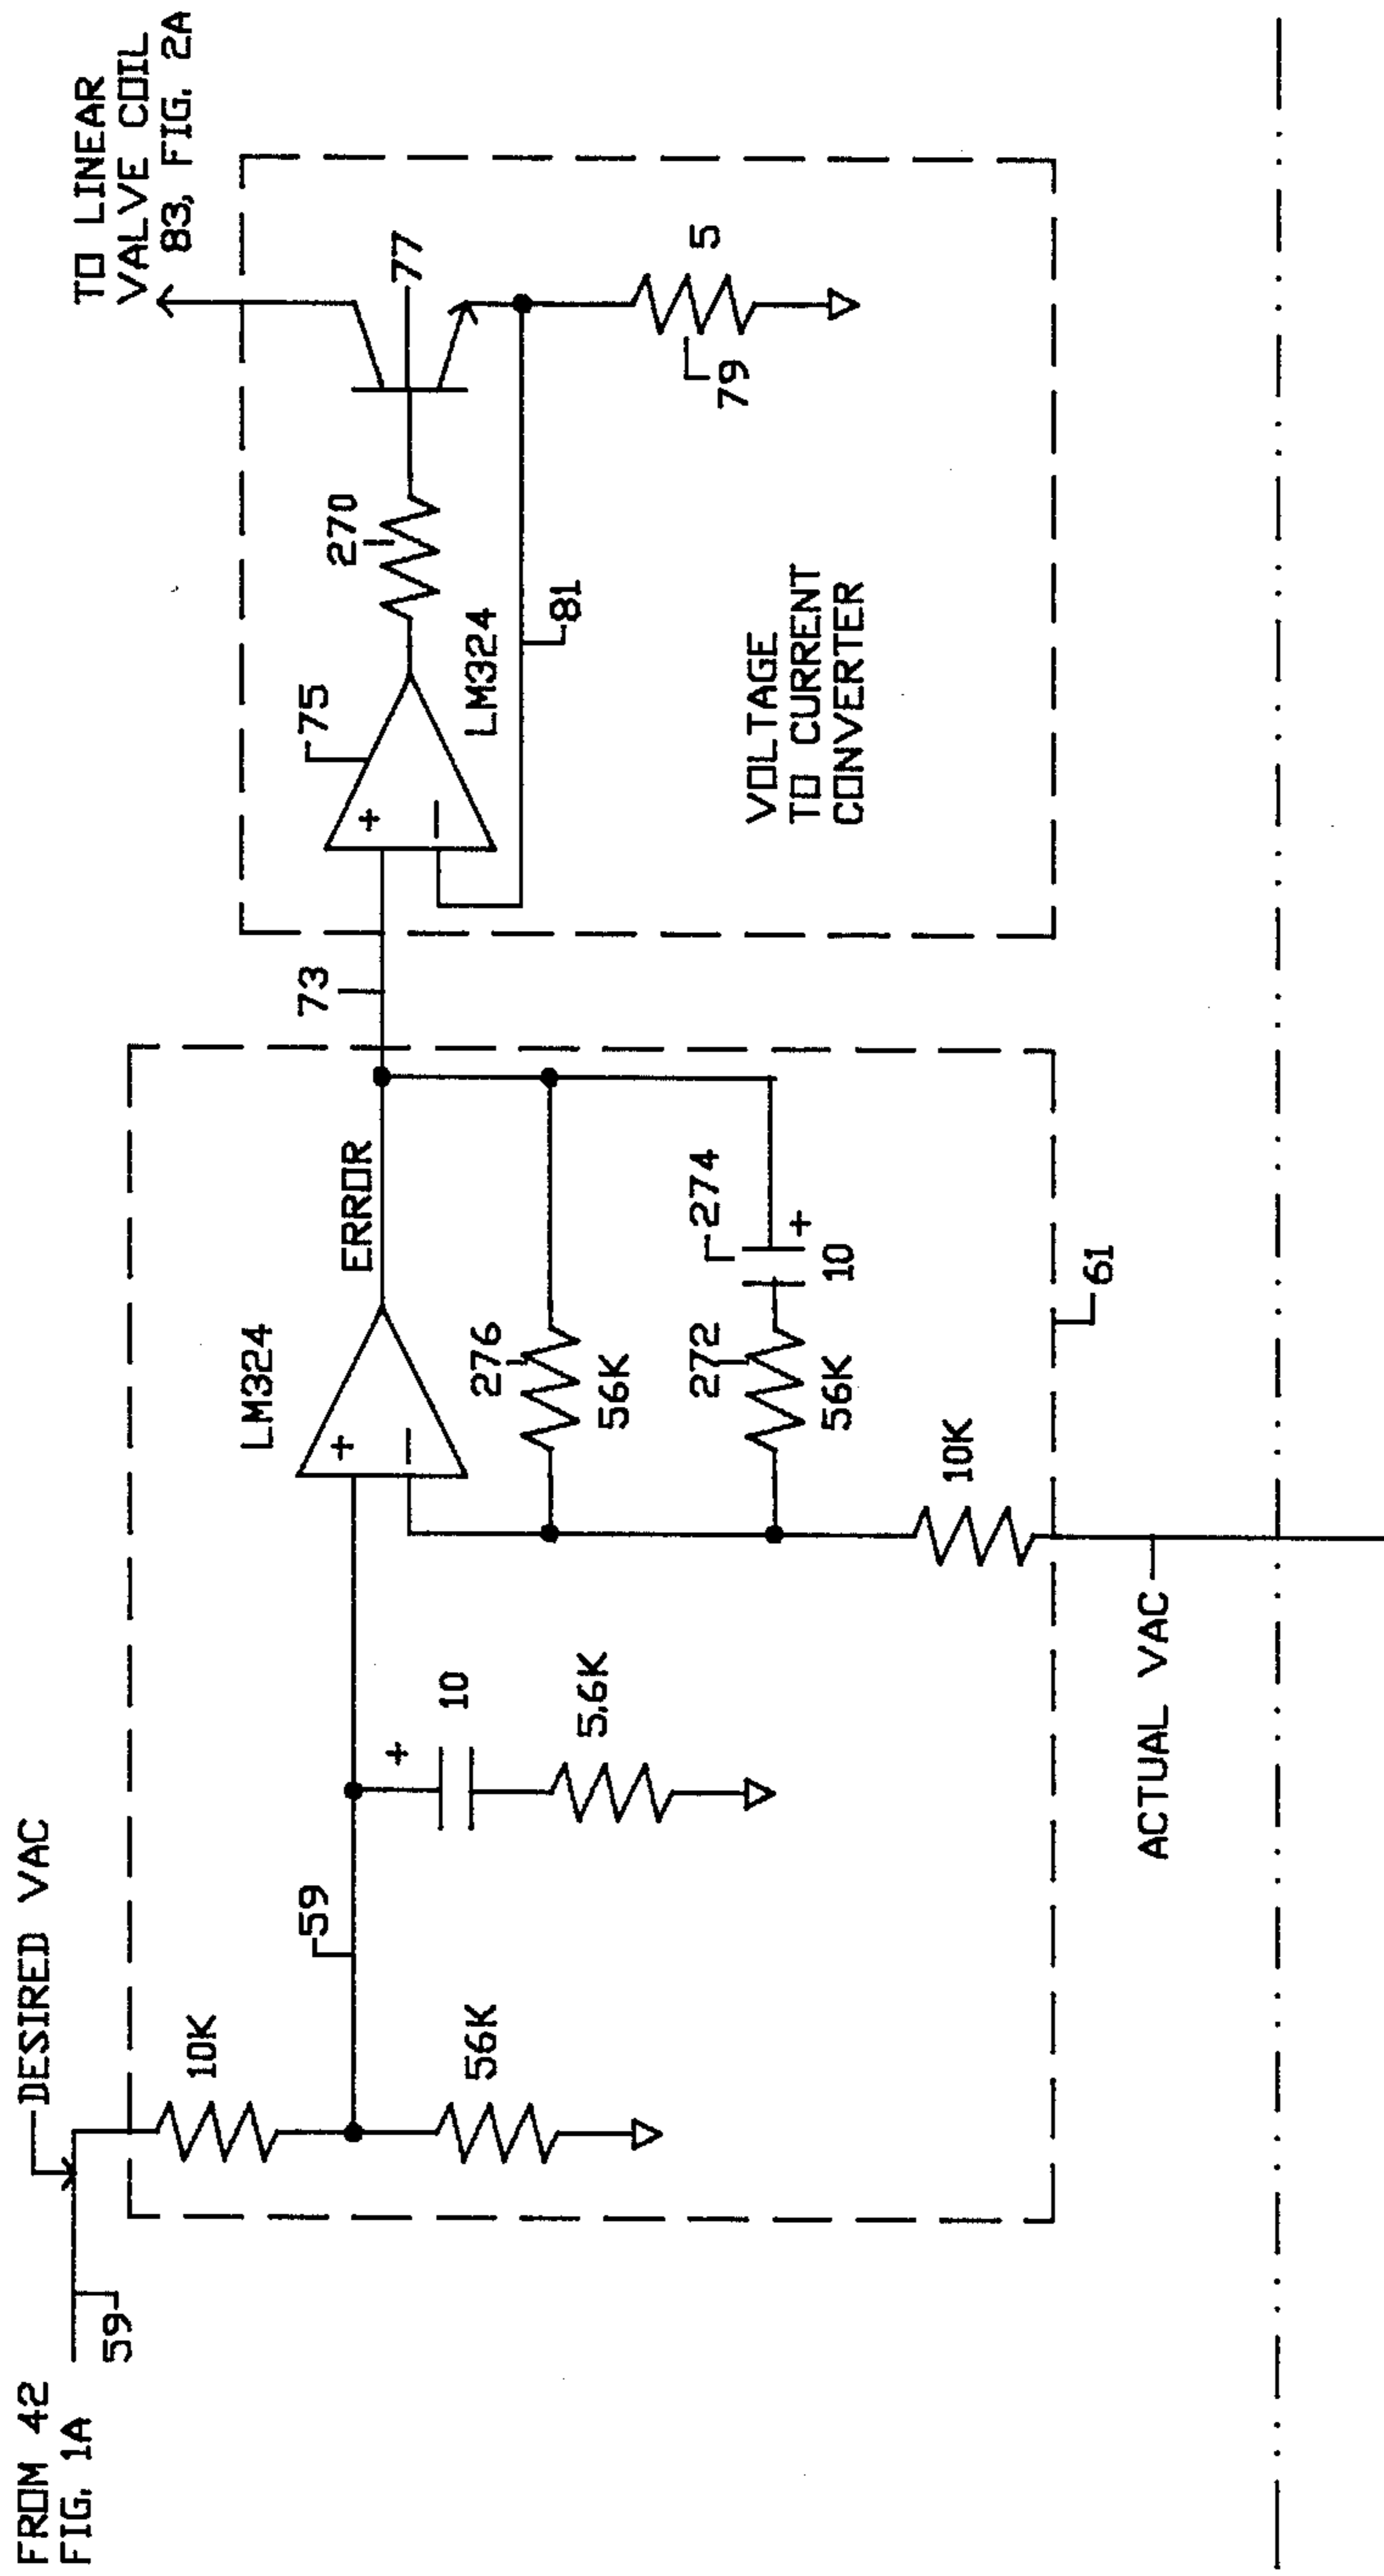 FROM 42
FIG. 1A
59
DESIRED VAC
10K
56K
59
+
10
5.6K
LM324
+
−
ERROR
276
56K
272
56K
274
+
10
10K
ACTUAL VAC
61
73
75
+
−
LM324
270
77
81
79
5
TO LINEAR
VALVE COIL
83, FIG. 2A
VOLTAGE
TO CURRENT
CONVERTER